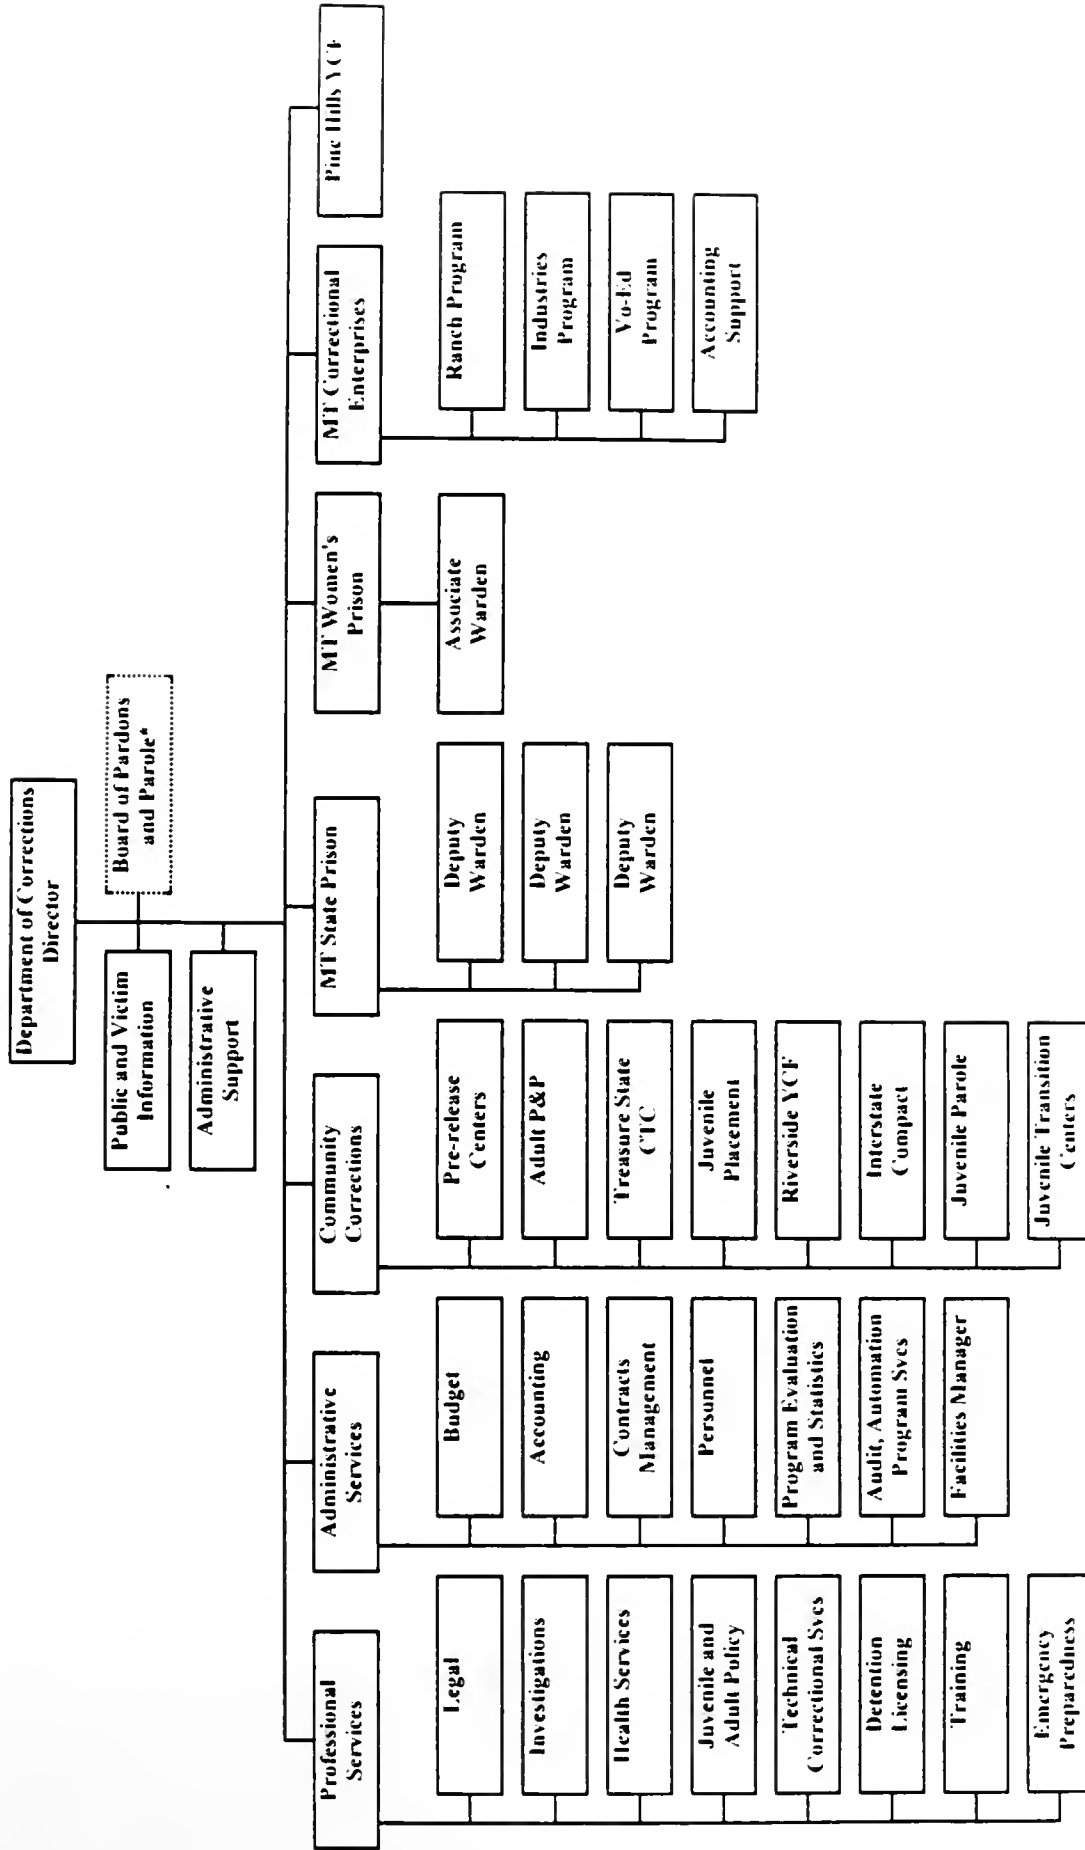 Department of Corrections
Director
Board of Pardons
and Parole*
Public and Victim
Information
Administrative
Support
Professional
Services
Legal
Investigations
Health Services
Juvenile and
Adult Policy
Technical
Correctional Svcs
Detention
Licensing
Training
Emergency
Preparedness
Administrative
Services
Budget
Accounting
Contracts
Management
Personnel
Program Evaluation
and Statistics
Audit, Automation
Program Svcs
Facilities Manager
Community
Corrections
Pre-release
Centers
Adult P&P
Treasure State
CTC
Juvenile
Placement
Riverside YCF
Interstate
Compact
Juvenile Parole
Juvenile Transition
Centers
MT State Prison
Deputy
Warden
Deputy
Warden
Deputy
Warden
MT Women's
Prison
Associate
Warden
MT Correctional
Enterprises
Ranch Program
Industries
Program
Vo-Ed
Program
Accounting
Support
Pine Hills YCF